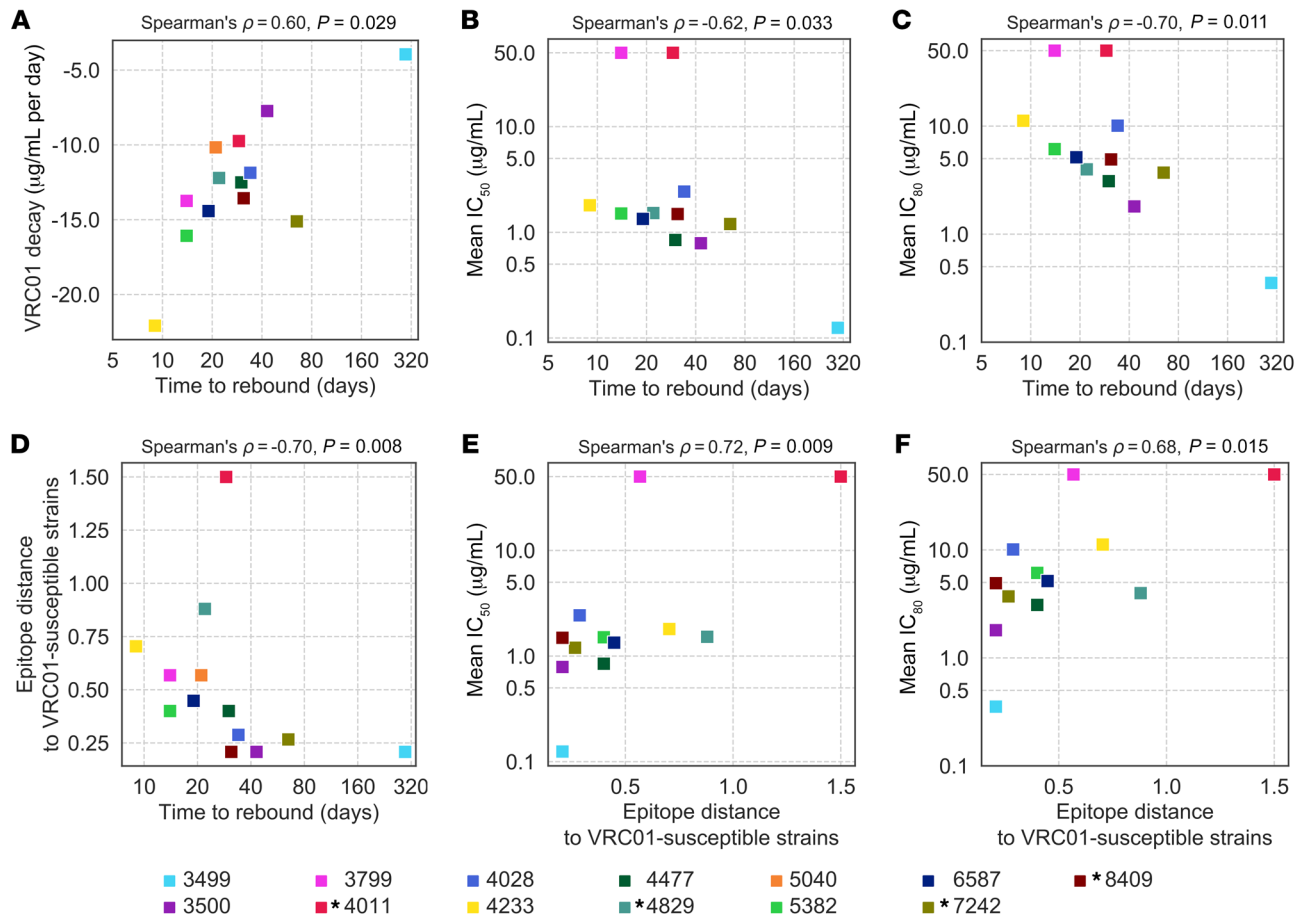 A
Spearman's ρ = 0.60, P = 0.029
VRC01 decay (μg/mL per day)
-5.0
-10.0
-15.0
-20.0
5 10 20 40 80 160 320
Time to rebound (days)
B
Spearman's ρ = -0.62, P = 0.033
Mean IC50 (μg/mL)
50.0
10.0
5.0
1.0
0.5
0.1
5 10 20 40 80 160 320
Time to rebound (days)
C
Spearman's ρ = -0.70, P = 0.011
Mean IC80 (μg/mL)
50.0
10.0
5.0
1.0
0.5
0.1
5 10 20 40 80 160 320
Time to rebound (days)
D
Spearman's ρ = -0.70, P = 0.008
Epitope distance
to VRC01-susceptible strains
1.50
1.25
1.00
0.75
0.50
0.25
10 20 40 80 160 320
Time to rebound (days)
E
Spearman's ρ = 0.72, P = 0.009
Mean IC50 (μg/mL)
50.0
10.0
5.0
1.0
0.5
0.1
0.5 1.0 1.5
Epitope distance
to VRC01-susceptible strains
F
Spearman's ρ = 0.68, P = 0.015
Mean IC80 (μg/mL)
50.0
10.0
5.0
1.0
0.5
0.1
0.5 1.0 1.5
Epitope distance
to VRC01-susceptible strains
3499 3799 4028 4477 5040 6587 *8409
3500 *4011 4233 *4829 5382 *7242